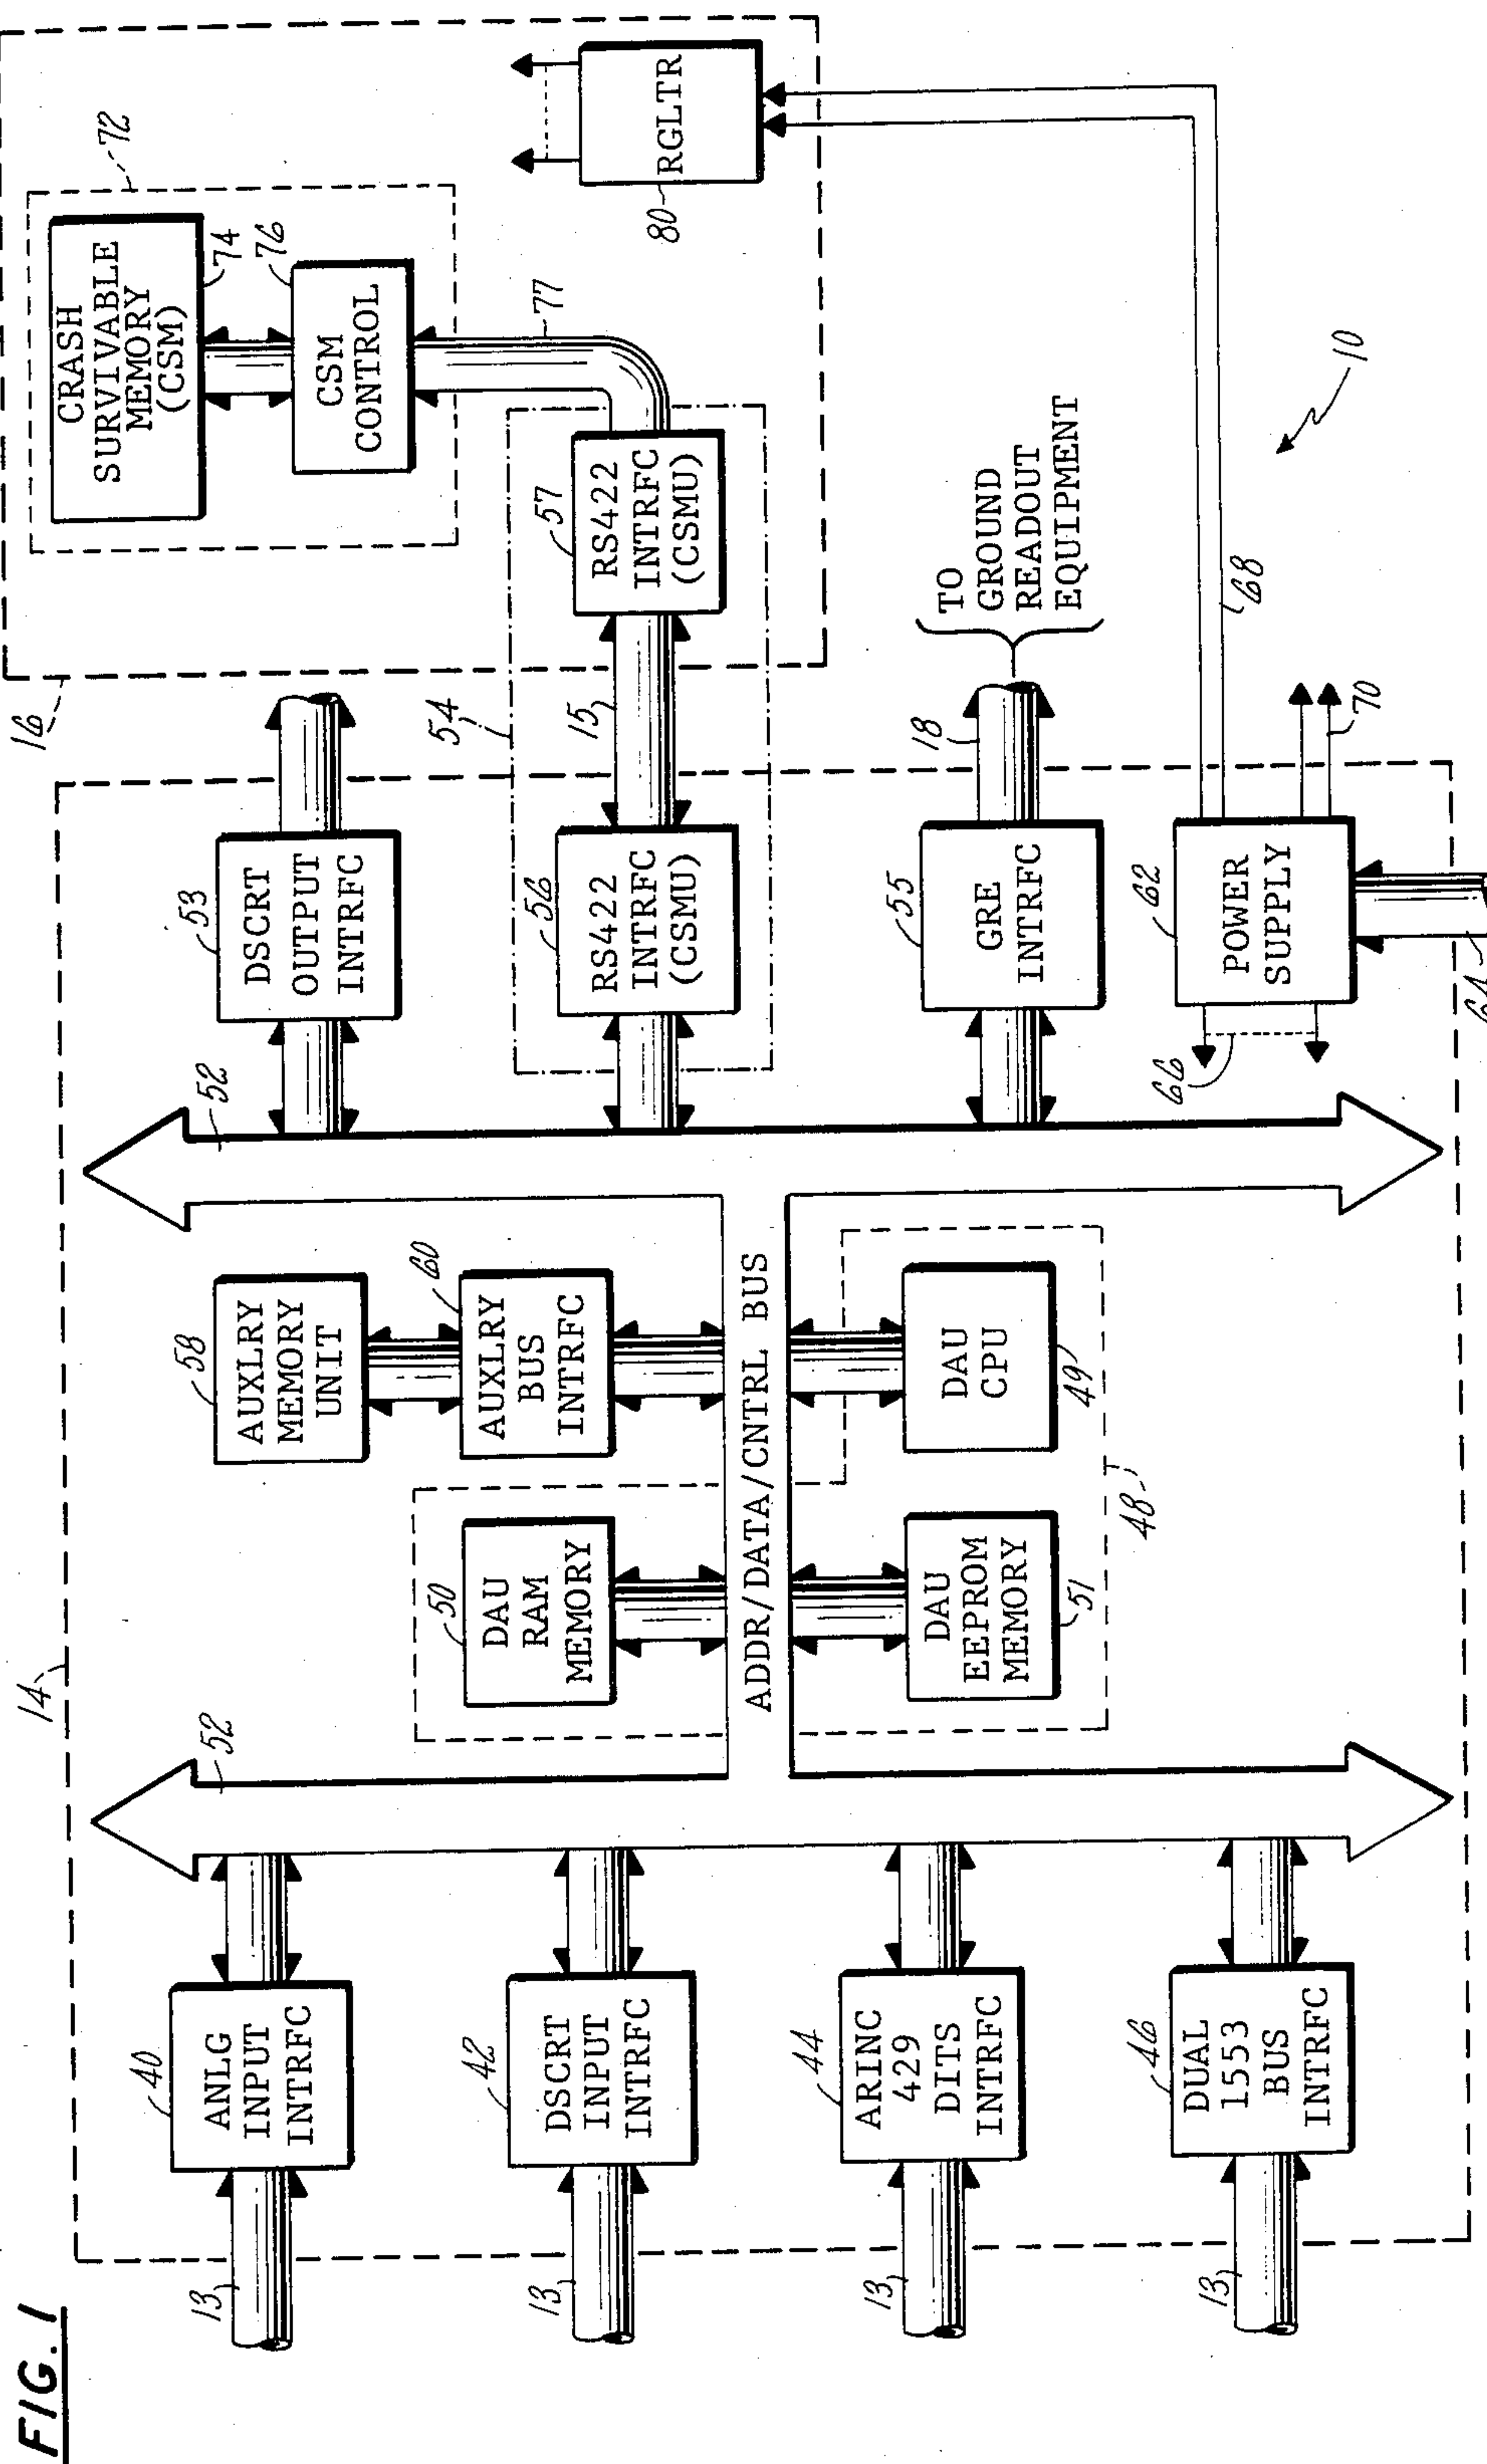 FIG. 1
14
16
13
40
ANLG
INPUT
INTRFC
13
42
DSCRT
INPUT
INTRFC
13
44
ARINC
429
DITS
INTRFC
13
46
DUAL
1553
BUS
INTRFC
52
50
DAU
RAM
MEMORY
58
AUXLRY
MEMORY
UNIT
60
AUXLRY
BUS
INTRFC
ADDR/DATA/CNTRL BUS
DAU
EEPROM
MEMORY
51
DAU
CPU
49
48
52
53
DSCRT
OUTPUT
INTRFC
54
56
RS422
INTRFC
(CSMU)
15
57
RS422
INTRFC
(CSMU)
55
GRE
INTRFC
18
TO
GROUND
READOUT
EQUIPMENT
62
POWER
SUPPLY
64
66
68
70
72
CRASH
SURVIVABLE
MEMORY
(CSM)
74
76
CSM
CONTROL
77
80
RGLTR
10